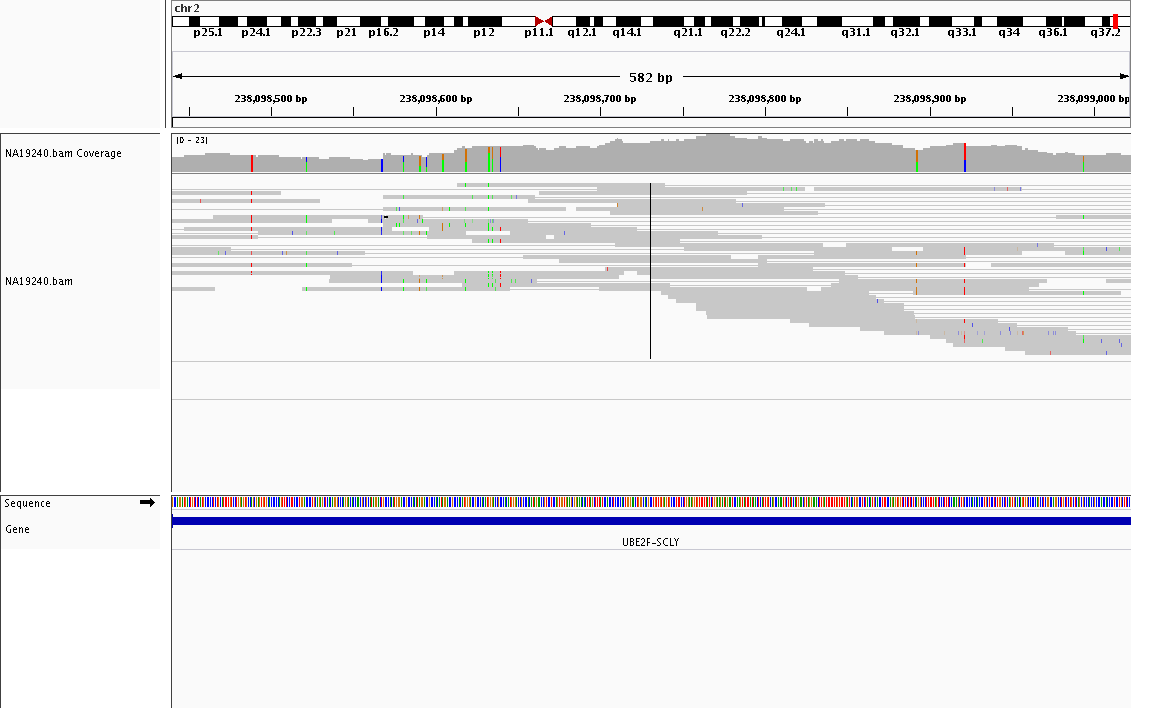 chr2
p25.1 p24.1 p22.3 p21 p16.2 p14 p12 p11.1 q12.1 q14.1 q21.1 q22.2 q24.1 q31.1 q32.1 q33.1 q34 q36.1 q37.2
582 bp
238,098,500 bp 238,098,600 bp 238,098,700 bp 238,098,800 bp 238,098,900 bp 238,099,000 bp
[0 - 23]
NA19240.bam Coverage
NA19240.bam
Sequence
Gene
UBE2F-SCLY